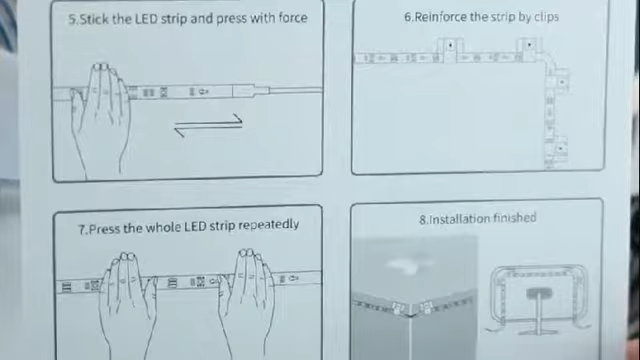 5.Stick the LED strip and press with force
6.Reinforce the strip by clips
7.Press the whole LED strip repeatedly
8.Installation finished